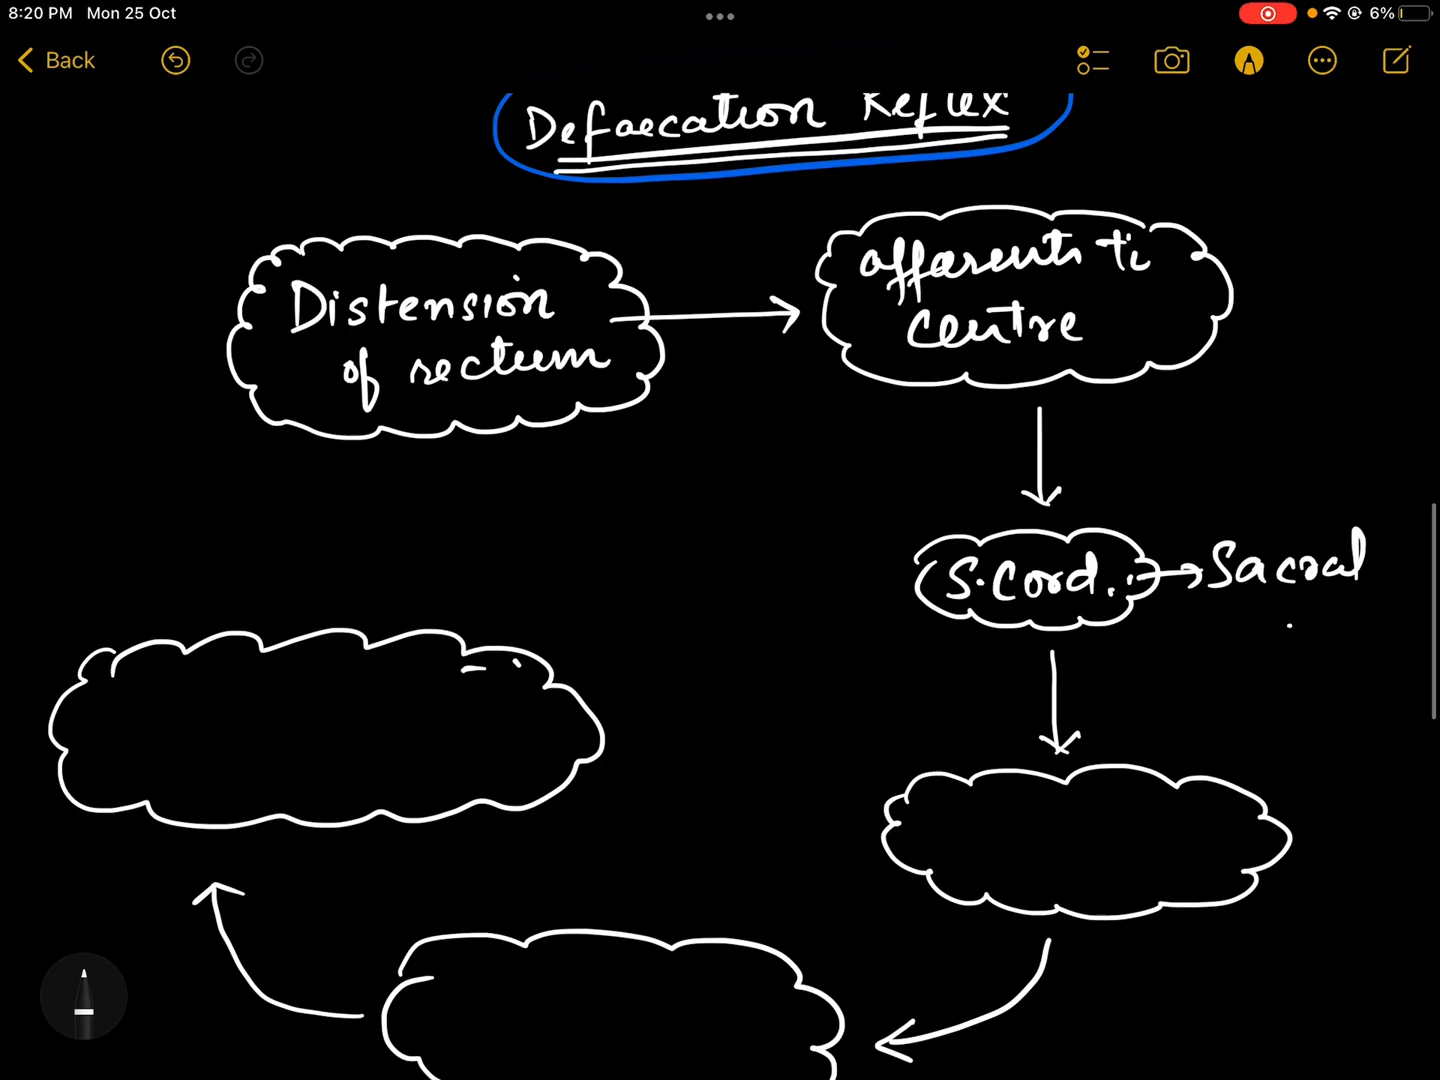 8:20 PM Mon 25 Oct
6%
Back
Defaecation Reflex
Distension
of rectum
afferents to
centre
S.Cord. → Sacral